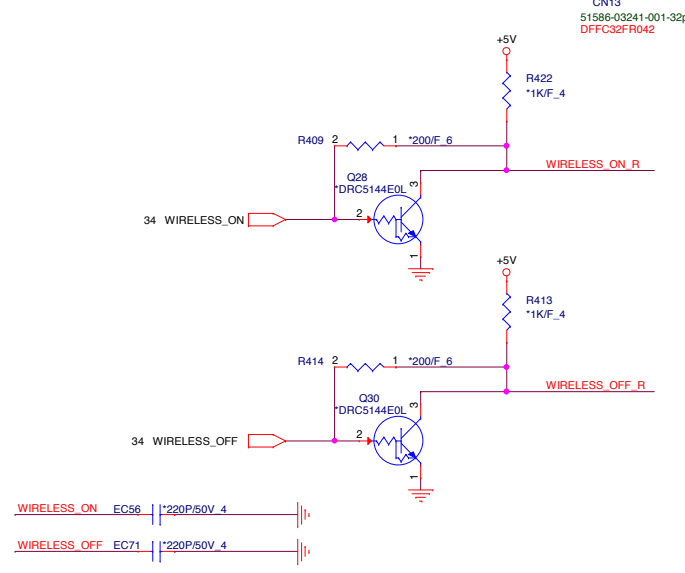 CN13
51586-03241-001-32p
DFFC32FR042
+5V
R422
*1K/F_4
R409 2 1 *200/F_6
WIRELESS_ON_R
Q28
*DRC5144E0L
3
2
1
34 WIRELESS_ON
+5V
R413
*1K/F_4
R414 2 1 *200/F_6
WIRELESS_OFF_R
Q30
*DRC5144E0L
3
2
1
34 WIRELESS_OFF
WIRELESS_ON EC56 *220P/50V_4
WIRELESS_OFF EC71 *220P/50V_4